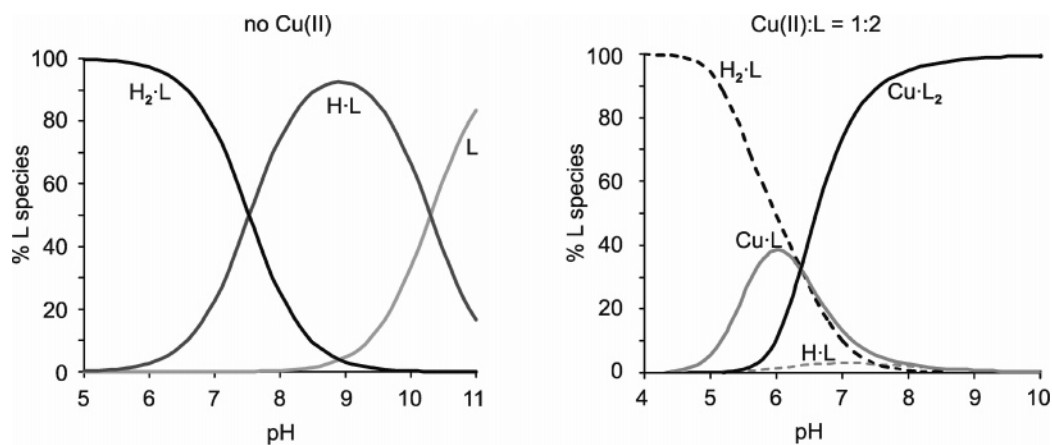 no Cu(II)
100
80
60
40
20
0
% L species
H₂·L
H·L
L
5 6 7 8 9 10 11
pH
Cu(II):L = 1:2
100
80
60
40
20
0
% L species
H₂·L
Cu·L₂
Cu·L
H·L
4 5 6 7 8 9 10
pH